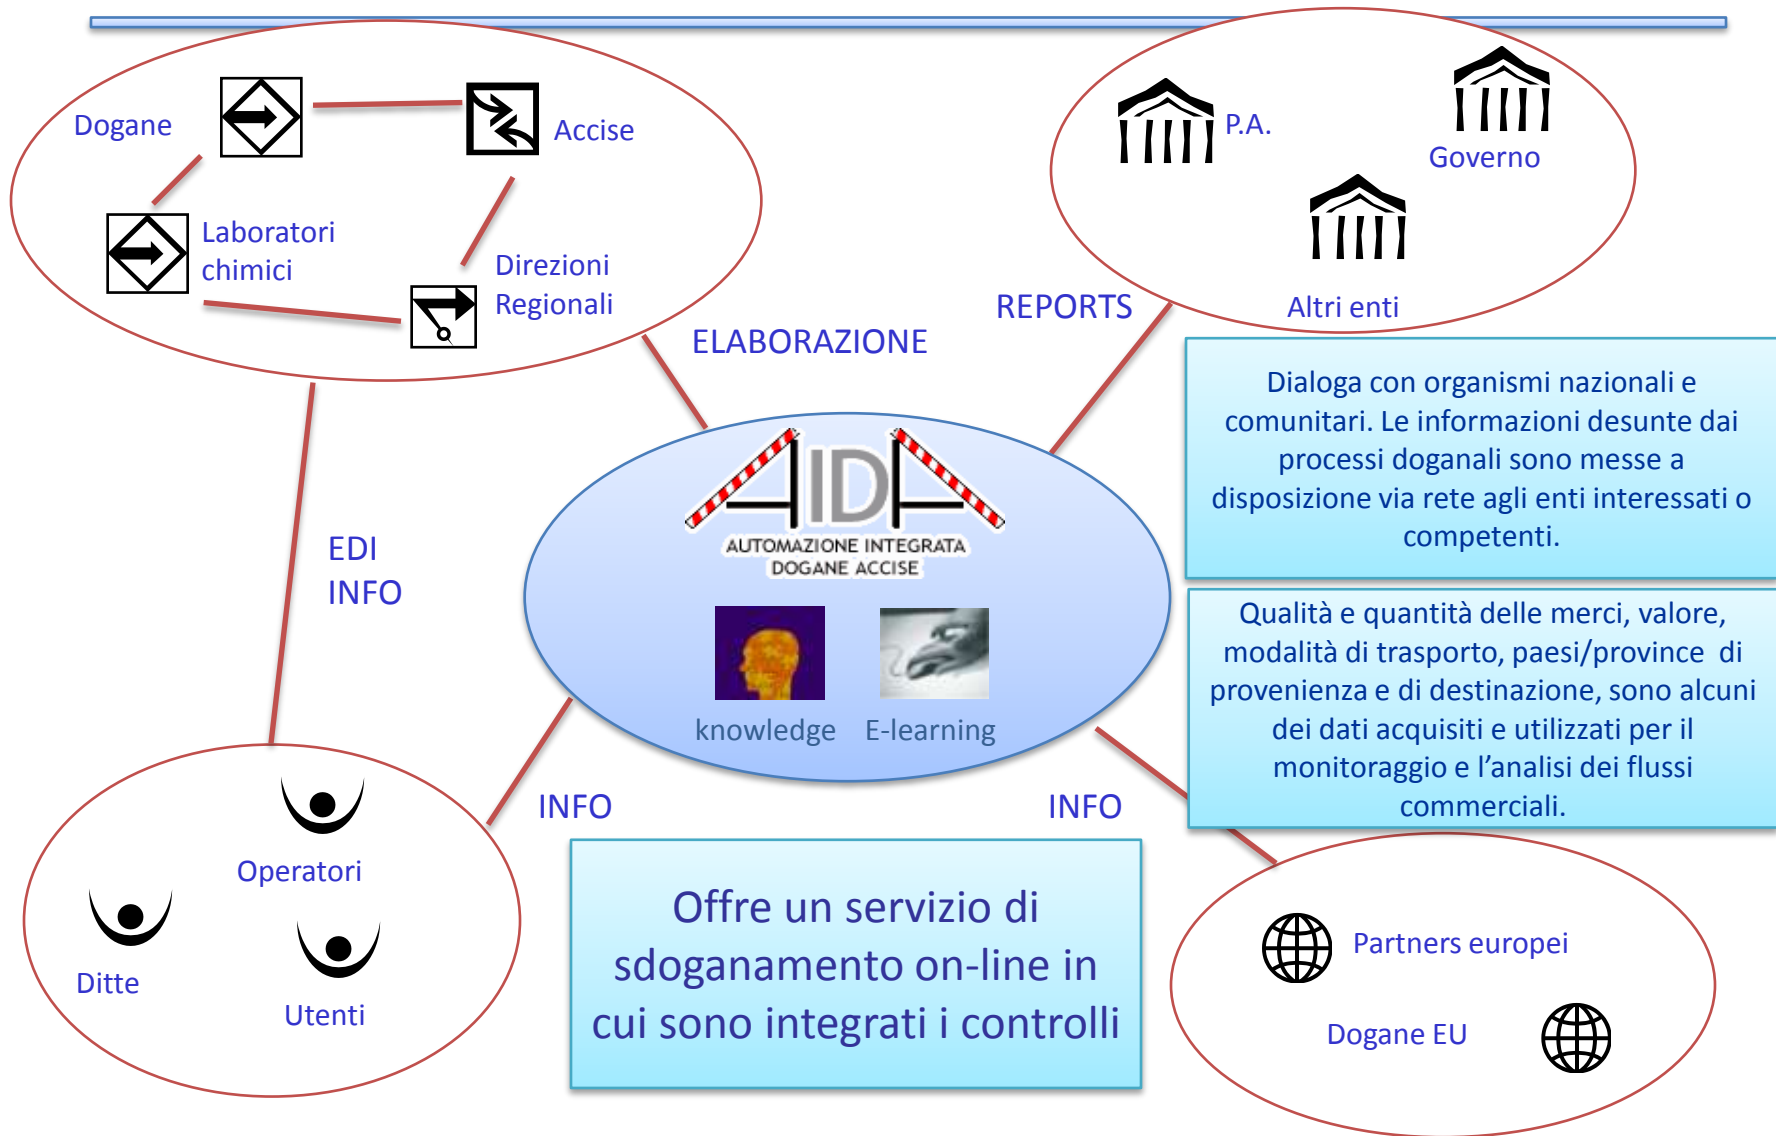 Dogane
Accise
Laboratori
chimici
Direzioni
Regionali
P.A.
Governo
Altri enti
REPORTS
ELABORAZIONE
Dialoga con organismi nazionali e
comunitari. Le informazioni desunte dai
processi doganali sono messe a
disposizione via rete agli enti interessati o
competenti.
AIDA
AUTOMAZIONE INTEGRATA
DOGANE ACCISE
EDI
INFO
knowledge
E-learning
Qualità e quantità delle merci, valore,
modalità di trasporto, paesi/province di
provenienza e di destinazione, sono alcuni
dei dati acquisiti e utilizzati per il
monitoraggio e l'analisi dei flussi
commerciali.
INFO
INFO
Operatori
Ditte
Utenti
Offre un servizio di
sdoganamento on-line in
cui sono integrati i controlli
Partners europei
Dogane EU